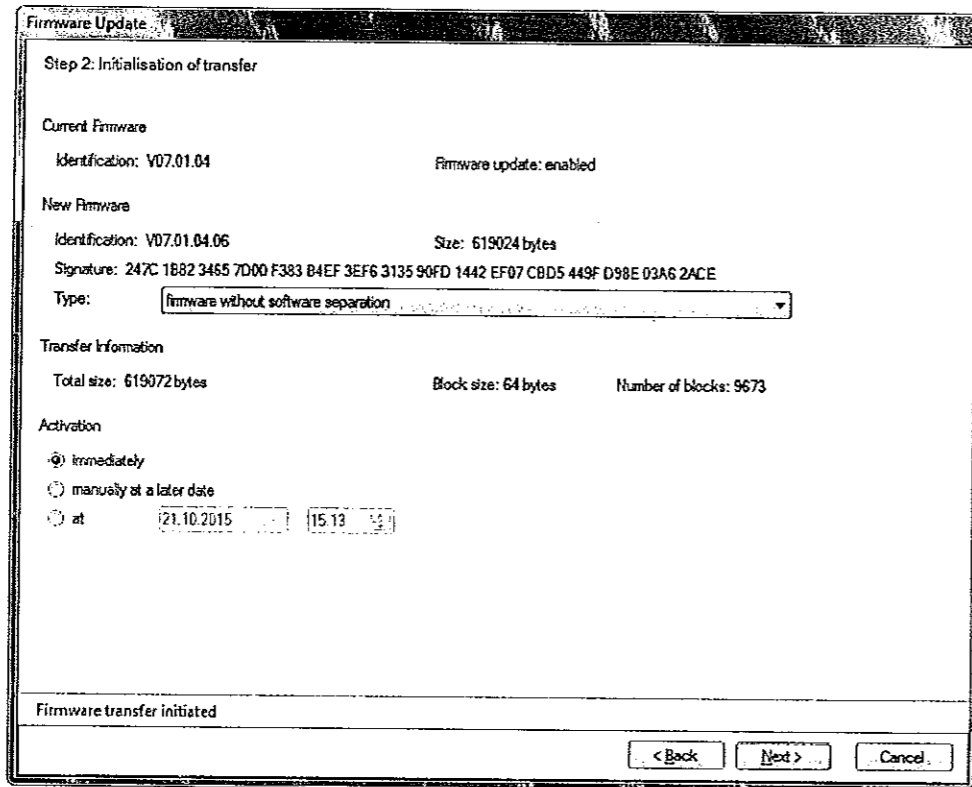 Firmware Update
Step 2: Initialisation of transfer
Current Firmware
Identification: V07.01.04 Firmware update: enabled
New Firmware
Identification: V07.01.04.06 Size: 619024 bytes
Signature: 247C 1B82 3465 7D00 F383 B4EF 3EF6 3135 90FD 1442 EF07 CBD5 449F D98E 03A6 2ACE
Type: firmware without software separation
Transfer Information
Total size: 619072 bytes Block size: 64 bytes Number of blocks: 9673
Activation
immediately
manually at a later date
at 21.10.2015 15:13
Firmware transfer initiated
< Back Next > Cancel